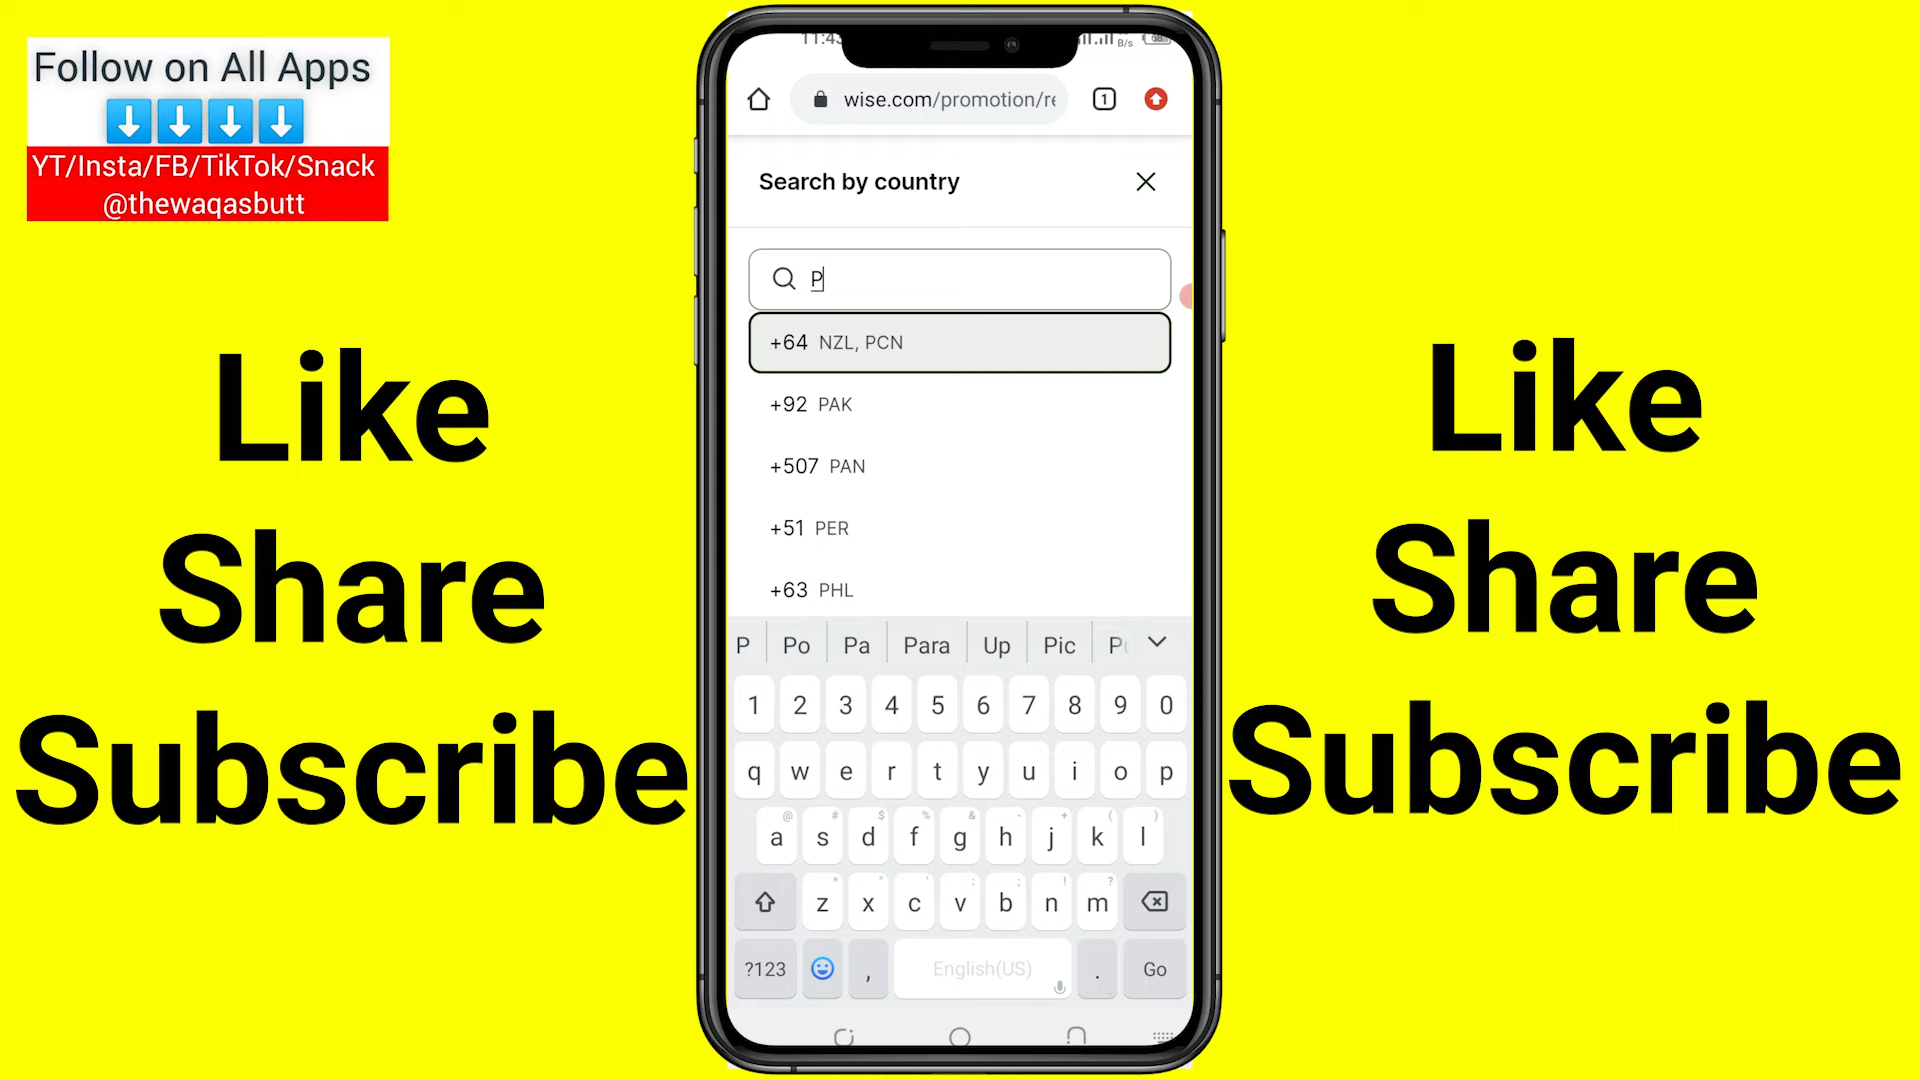 Follow on All Apps
YT/Insta/FB/TikTok/Snack
@thewaqasbutt
Like
Share
Subscribe
B/s
wise.com/promotion/re
1
Search by country
P
+64 NZL, PCN
+92 PAK
+507 PAN
+51 PER
+63 PHL
P Po Pa Para Up Pic
1 2 3 4 5 6 7 8 9 0
q w e r t y u i o p
@ # $ % & - + ( )
a s d f g h j k l
z x c v b n m
?123 , English(US) . Go
Like
Share
Subscribe